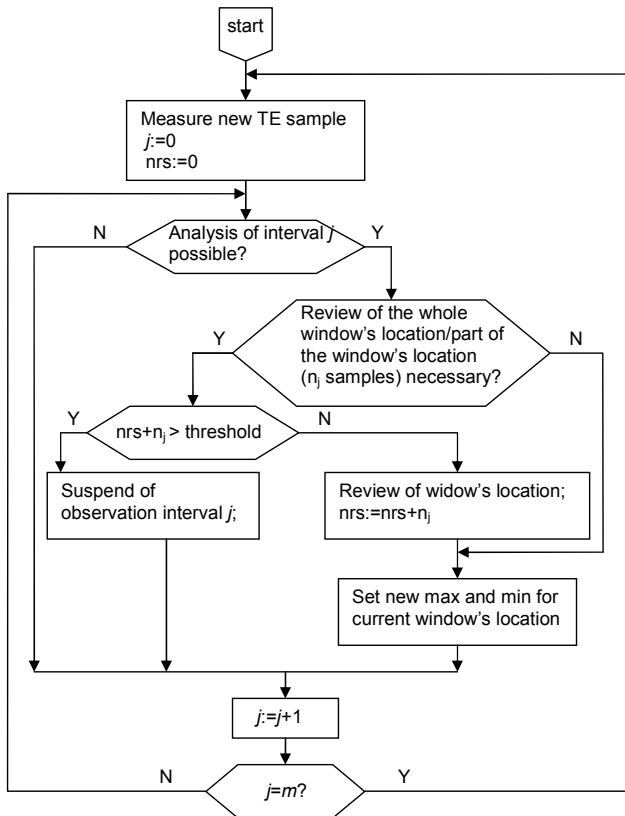 start
Measure new TE sample
j:=0
nrs:=0
N
Analysis of interval j
possible?
Y
Review of the whole
window's location/part of
the window's location
(nj samples) necessary?
Y
N
Y
nrs+nj > threshold
N
Suspend of
observation interval j;
Review of widow's location;
nrs:=nrs+nj
Set new max and min for
current window's location
j:=j+1
N
j=m?
Y